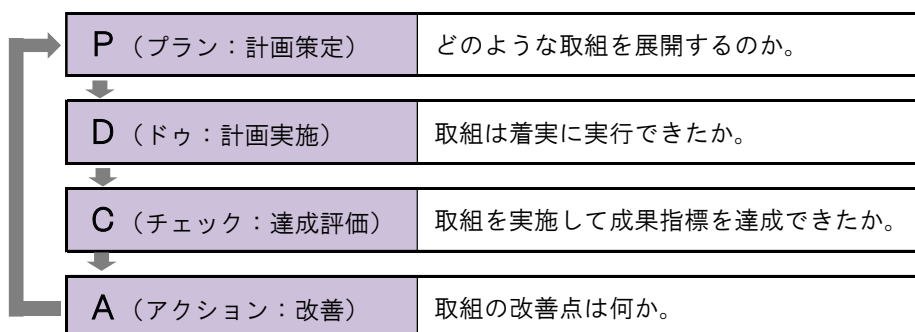 P（プラン：計画策定） どのような取組を展開するのか。
D（ドゥ：計画実施） 取組は着実に実行できたか。
C（チェック：達成評価） 取組を実施して成果指標を達成できたか。
A（アクション：改善） 取組の改善点は何か。